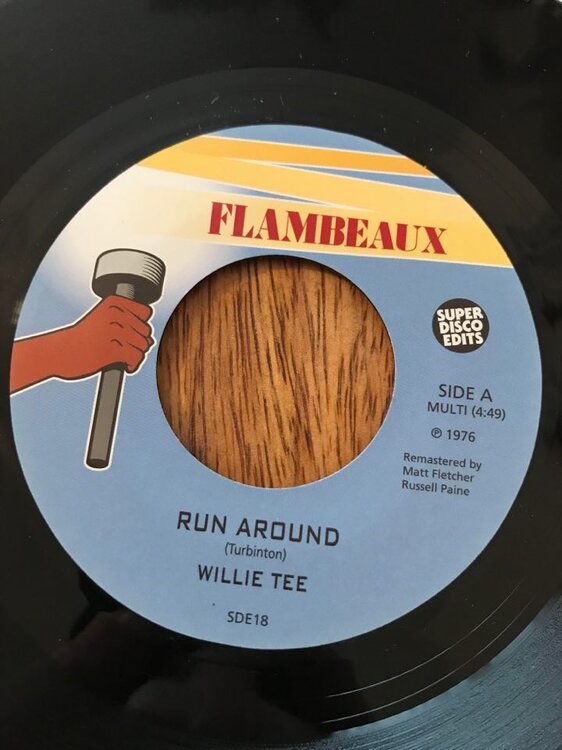 FLAMBEAUX
SUPER
DISCO
EDITS
SIDE A
MULTI (4:49)
℗ 1976
Remastered by
Matt Fletcher
Russell Paine
RUN AROUND
(Turbinton)
WILLIE TEE
SDE18